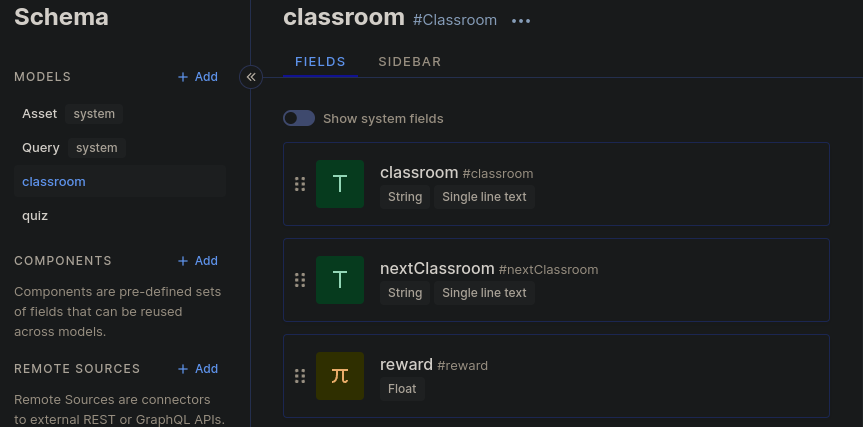 Schema
MODELS + Add
Asset system
Query system
classroom
quiz
COMPONENTS + Add
Components are pre-defined sets
of fields that can be reused
across models.
REMOTE SOURCES + Add
Remote Sources are connectors
to external REST or GraphQL APIs.
classroom #Classroom •••
FIELDS SIDEBAR
Show system fields
T classroom #classroom
String Single line text
T nextClassroom #nextClassroom
String Single line text
π reward #reward
Float